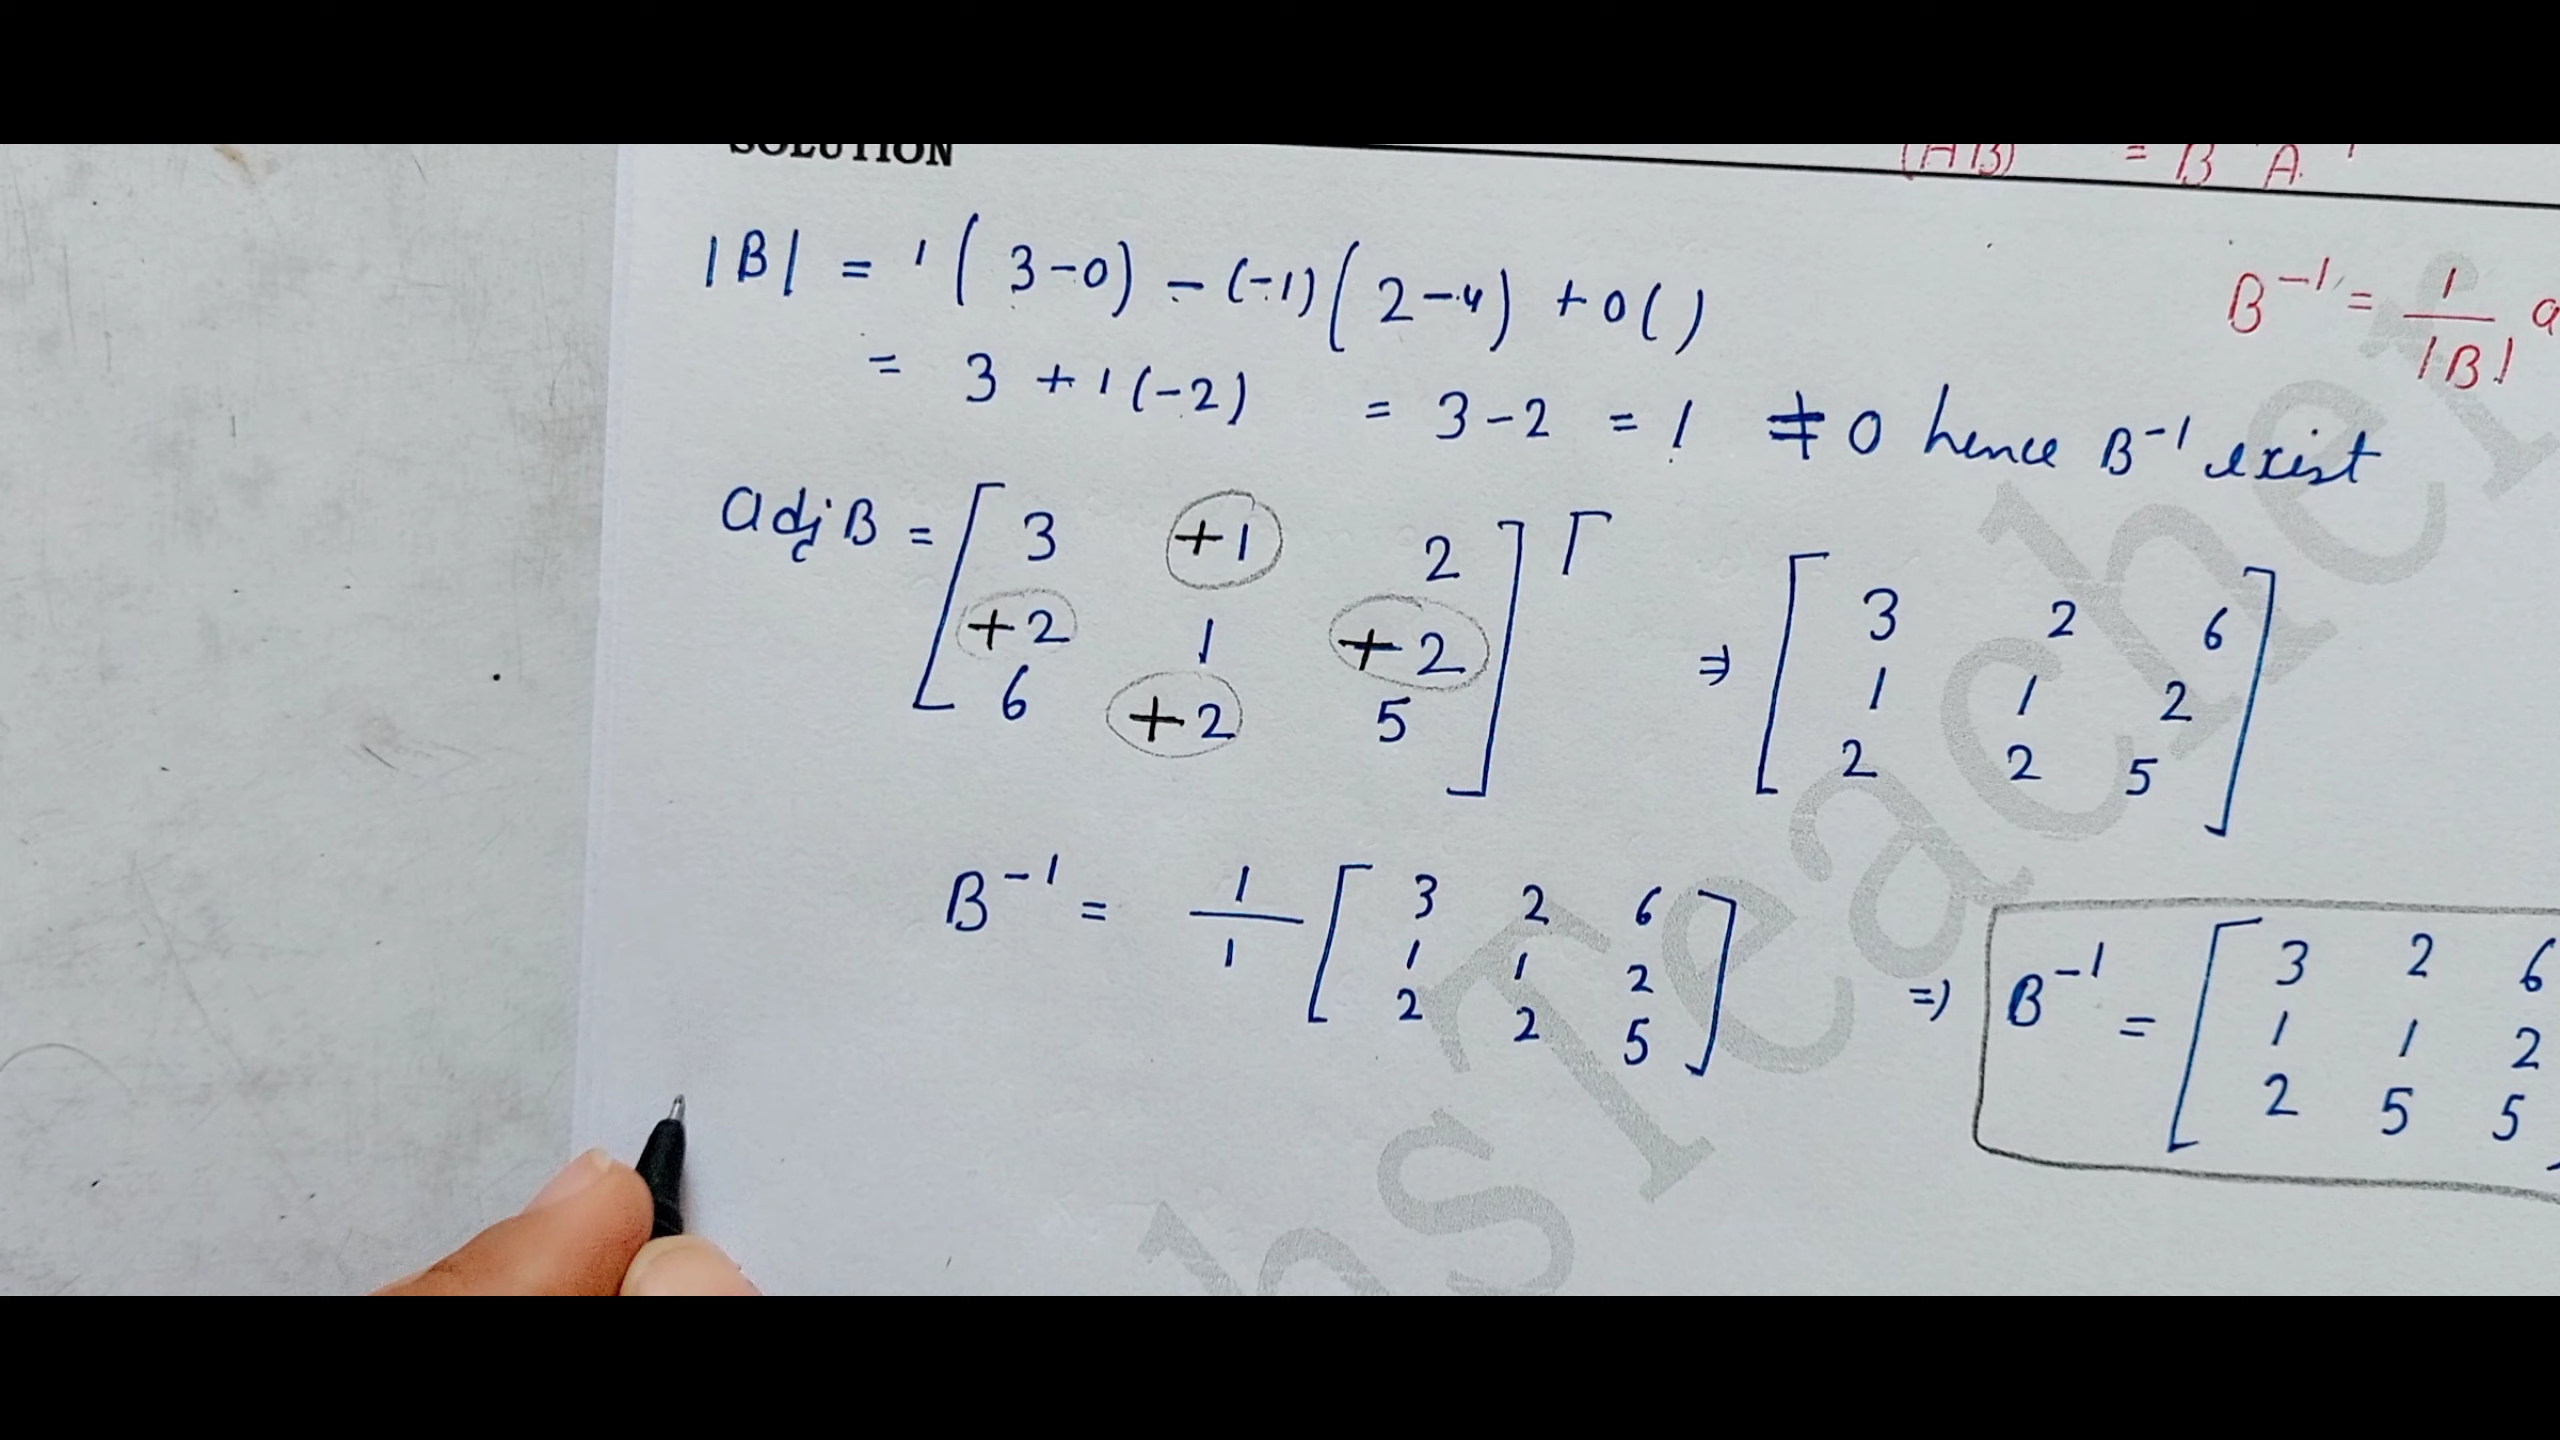 SOLUTION
(AB) = B A
|B| = 1 ( 3-0) - (-1) ( 2-4) + 0 ( )
B⁻¹ = 1/|B| a
= 3 + 1 (-2) = 3-2 = 1 ≠ 0 hence B⁻¹ exist
adj B = [ 3 +1 2 ] T
+2 1 +2
6 +2 5
⇒ [ 3 2 6 ]
1 1 2
2 2 5
B⁻¹ = 1/1 [ 3 2 6 ]
1 1 2
2 2 5
⇒ B⁻¹ = [ 3 2 6
1 1 2
2 5 5
hsTeacher